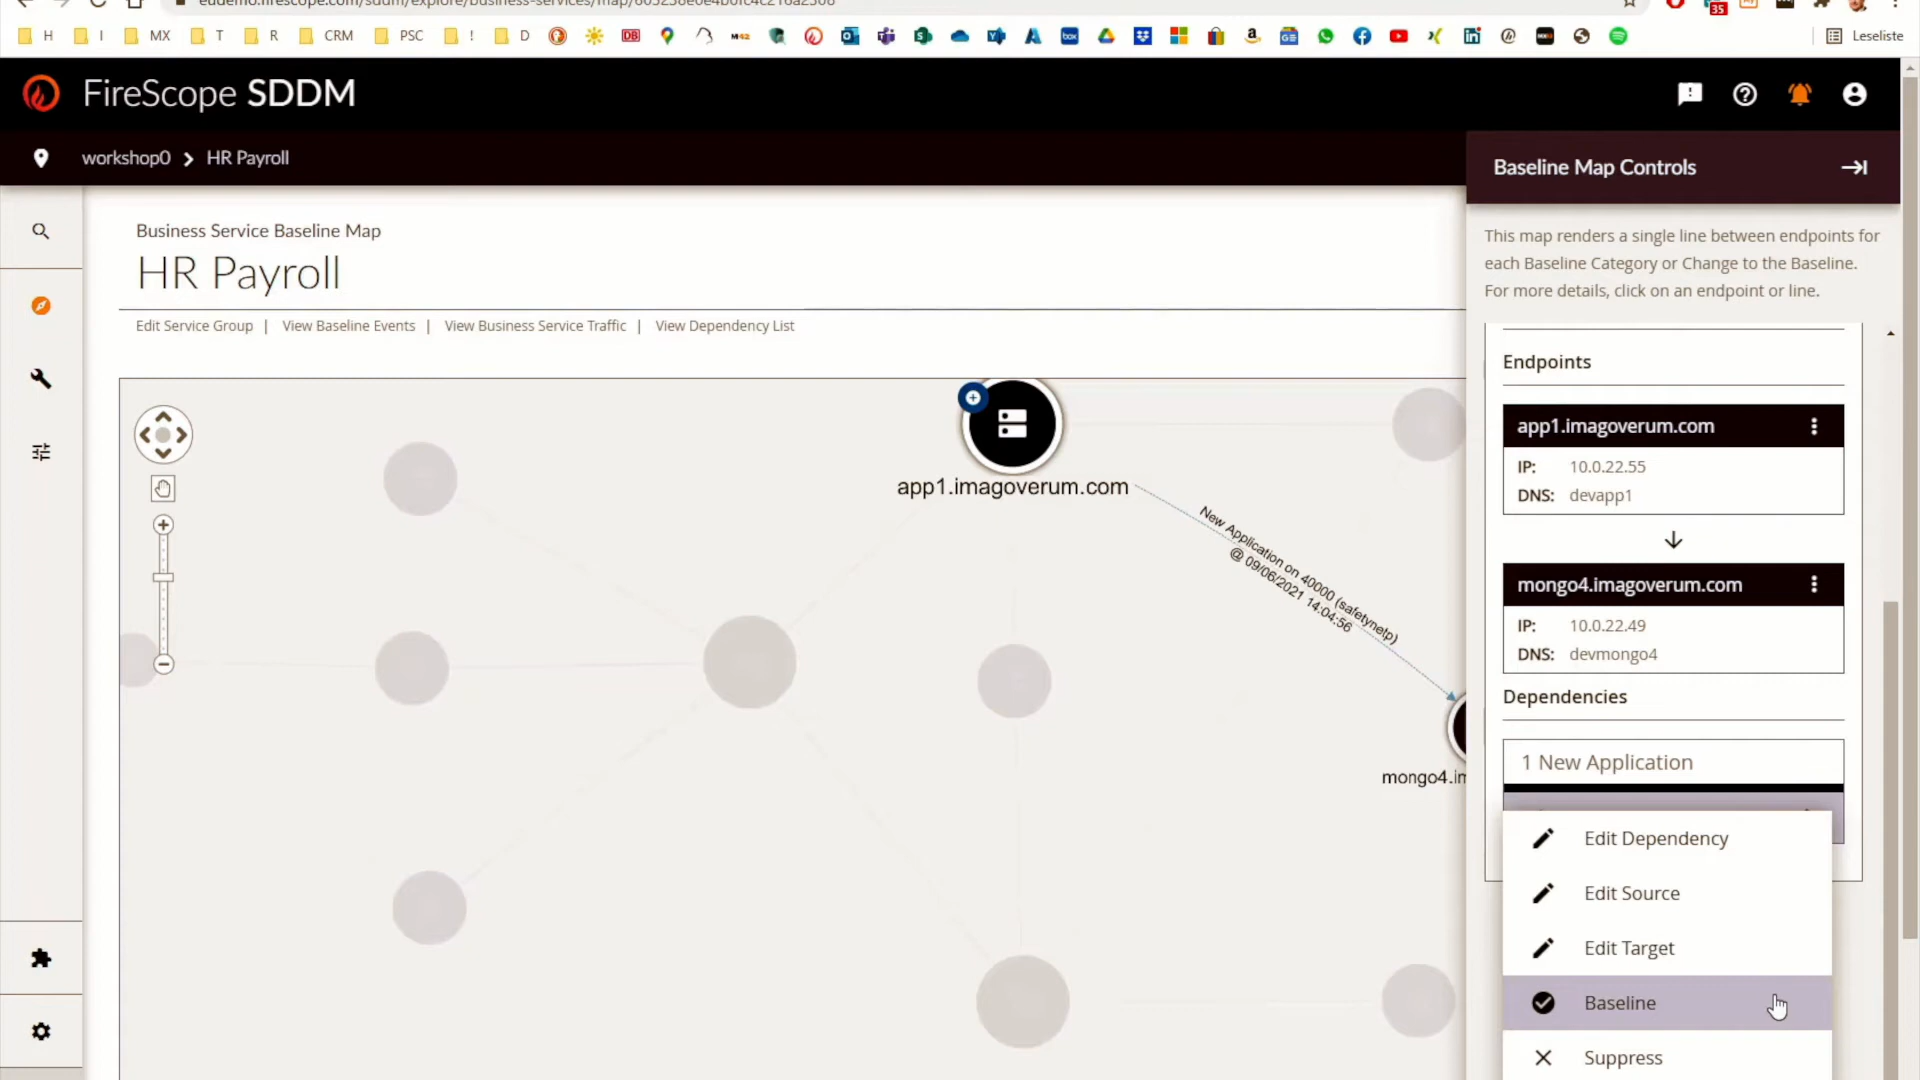 H I MX T R CRM PSC ! D Leseliste
35
FireScope SDDM
workshop0 > HR Payroll
Business Service Baseline Map
HR Payroll
Edit Service Group | View Baseline Events | View Business Service Traffic | View Dependency List
app1.imagoverum.com
New Application on 40000 (safetynetp)
@ 09/06/2021 14:04:56
mongo4.im
Baseline Map Controls
This map renders a single line between endpoints for
each Baseline Category or Change to the Baseline.
For more details, click on an endpoint or line.
Endpoints
app1.imagoverum.com
IP: 10.0.22.55
DNS: devapp1
mongo4.imagoverum.com
IP: 10.0.22.49
DNS: devmongo4
Dependencies
1 New Application
Edit Dependency
Edit Source
Edit Target
Baseline
Suppress